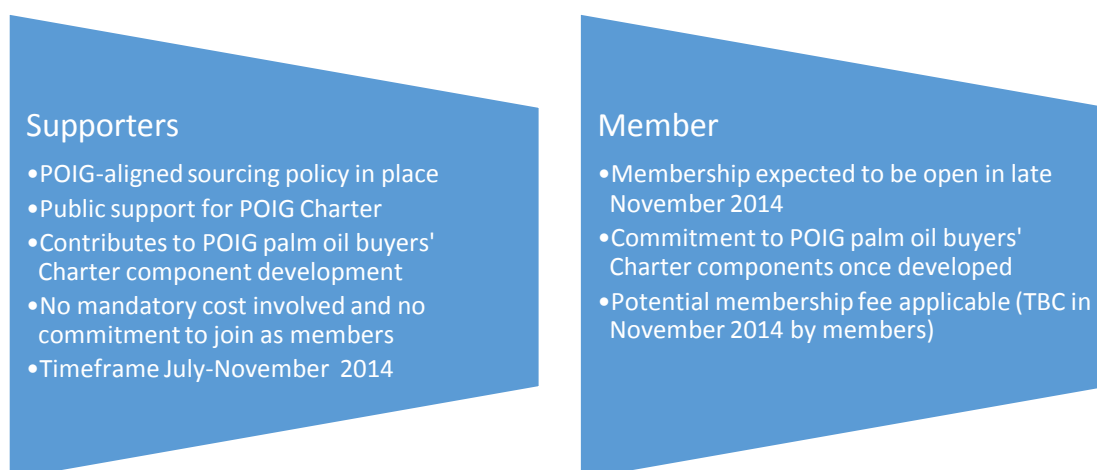 Supporters
•POIG-aligned sourcing policy in place
•Public support for POIG Charter
•Contributes to POIG palm oil buyers'
Charter component development
•No mandatory cost involved and no
commitment to join as members
•Timeframe July-November 2014
Member
•Membership expected to be open in late
November 2014
•Commitment to POIG palm oil buyers'
Charter components once developed
•Potential membership fee applicable (TBC in
November 2014 by members)